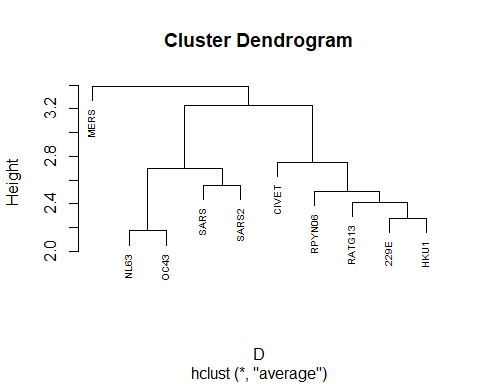 Cluster Dendrogram
Height
2.0
2.4
2.8
3.2
MERS
NL63
OC43
SARS
SARS2
CIVET
RPYN06
RATG13
229E
HKU1
D
hclust (*, "average")